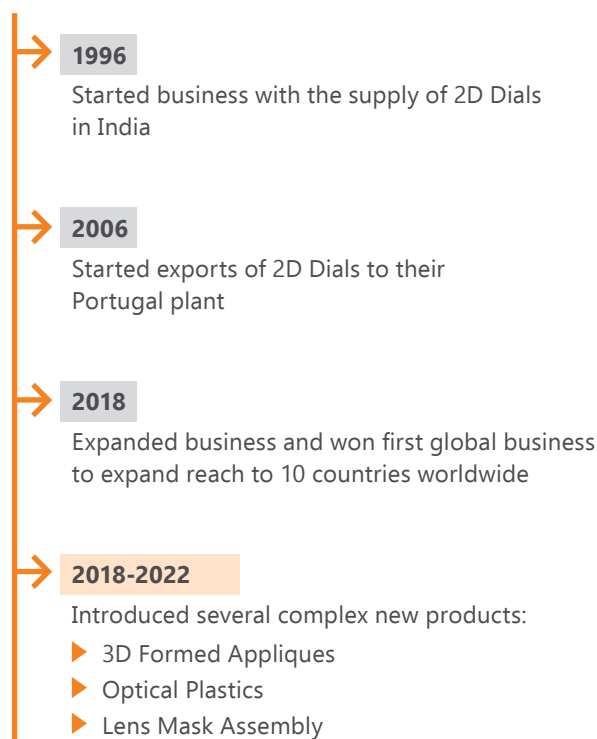 1996
Started business with the supply of 2D Dials
in India
2006
Started exports of 2D Dials to their
Portugal plant
2018
Expanded business and won first global business
to expand reach to 10 countries worldwide
2018-2022
Introduced several complex new products:
3D Formed Appliques
Optical Plastics
Lens Mask Assembly